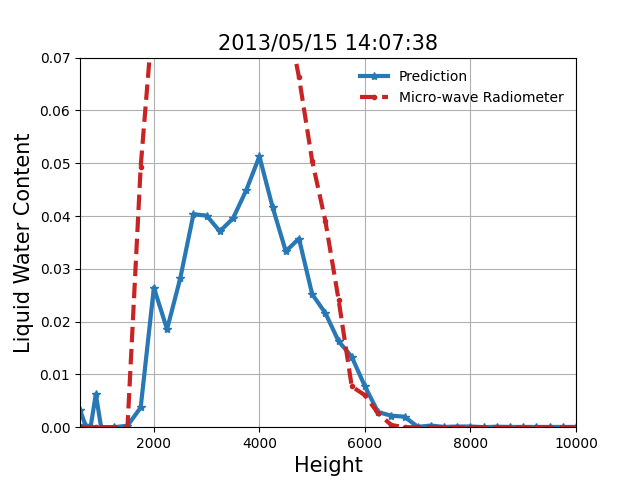 2013/05/15 14:07:38
Prediction
Micro-wave Radiometer
Liquid Water Content
0.07
0.06
0.05
0.04
0.03
0.02
0.01
0.00
2000 4000 6000 8000 10000
Height